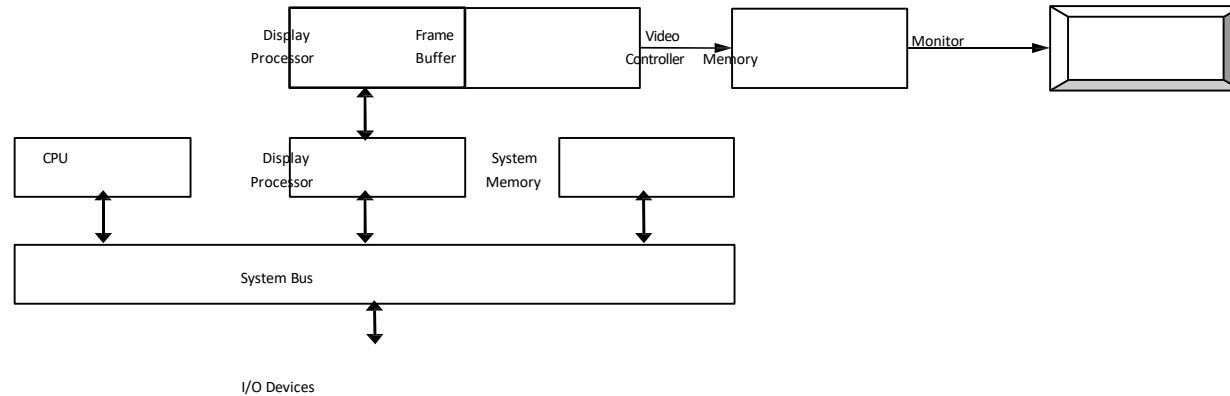 Display
Processor
Frame
Buffer
Video
Controller
Memory
Monitor
CPU
Display
Processor
System
Memory
System Bus
I/O Devices